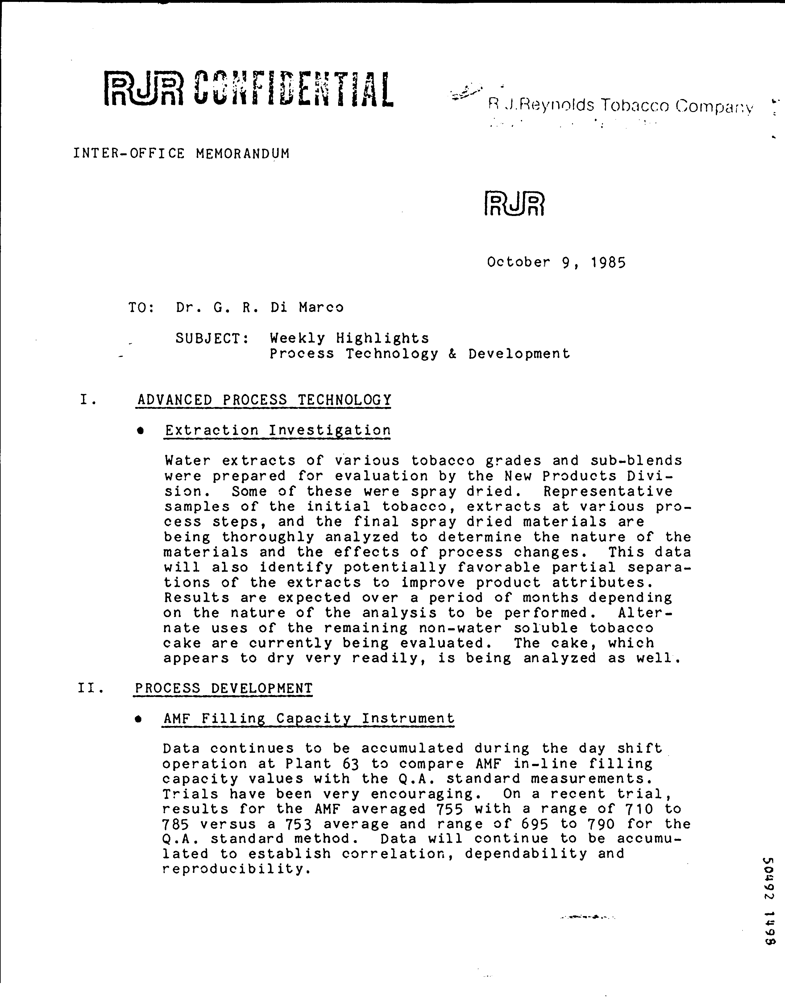 RJR CONFIDENTIAL
R.J.Reynolds Tobacco Company
INTER-OFFICE MEMORANDUM
RJR
October 9, 1985
TO: Dr. G. R. Di Marco
SUBJECT: Weekly Highlights
Process Technology & Development
I. ADVANCED PROCESS TECHNOLOGY
• Extraction Investigation
Water extracts of various tobacco grades and sub-blends
were prepared for evaluation by the New Products Divi-
sion. Some of these were spray dried. Representative
samples of the initial tobacco, extracts at various pro-
cess steps, and the final spray dried materials are
being thoroughly analyzed to determine the nature of the
materials and the effects of process changes. This data
will also identify potentially favorable partial separa-
tions of the extracts to improve product attributes.
Results are expected over a period of months depending
on the nature of the analysis to be performed. Alter-
nate uses of the remaining non-water soluble tobacco
cake are currently being evaluated. The cake, which
appears to dry very readily, is being analyzed as well.
II. PROCESS DEVELOPMENT
• AMF Filling Capacity Instrument
Data continues to be accumulated during the day shift
operation at Plant 63 to compare AMF in-line filling
capacity values with the Q.A. standard measurements.
Trials have been very encouraging. On a recent trial,
results for the AMF averaged 755 with a range of 710 to
785 versus a 753 average and range of 695 to 790 for the
Q.A. standard method. Data will continue to be accumu-
lated to establish correlation, dependability and
reproducibility.
50492 1498